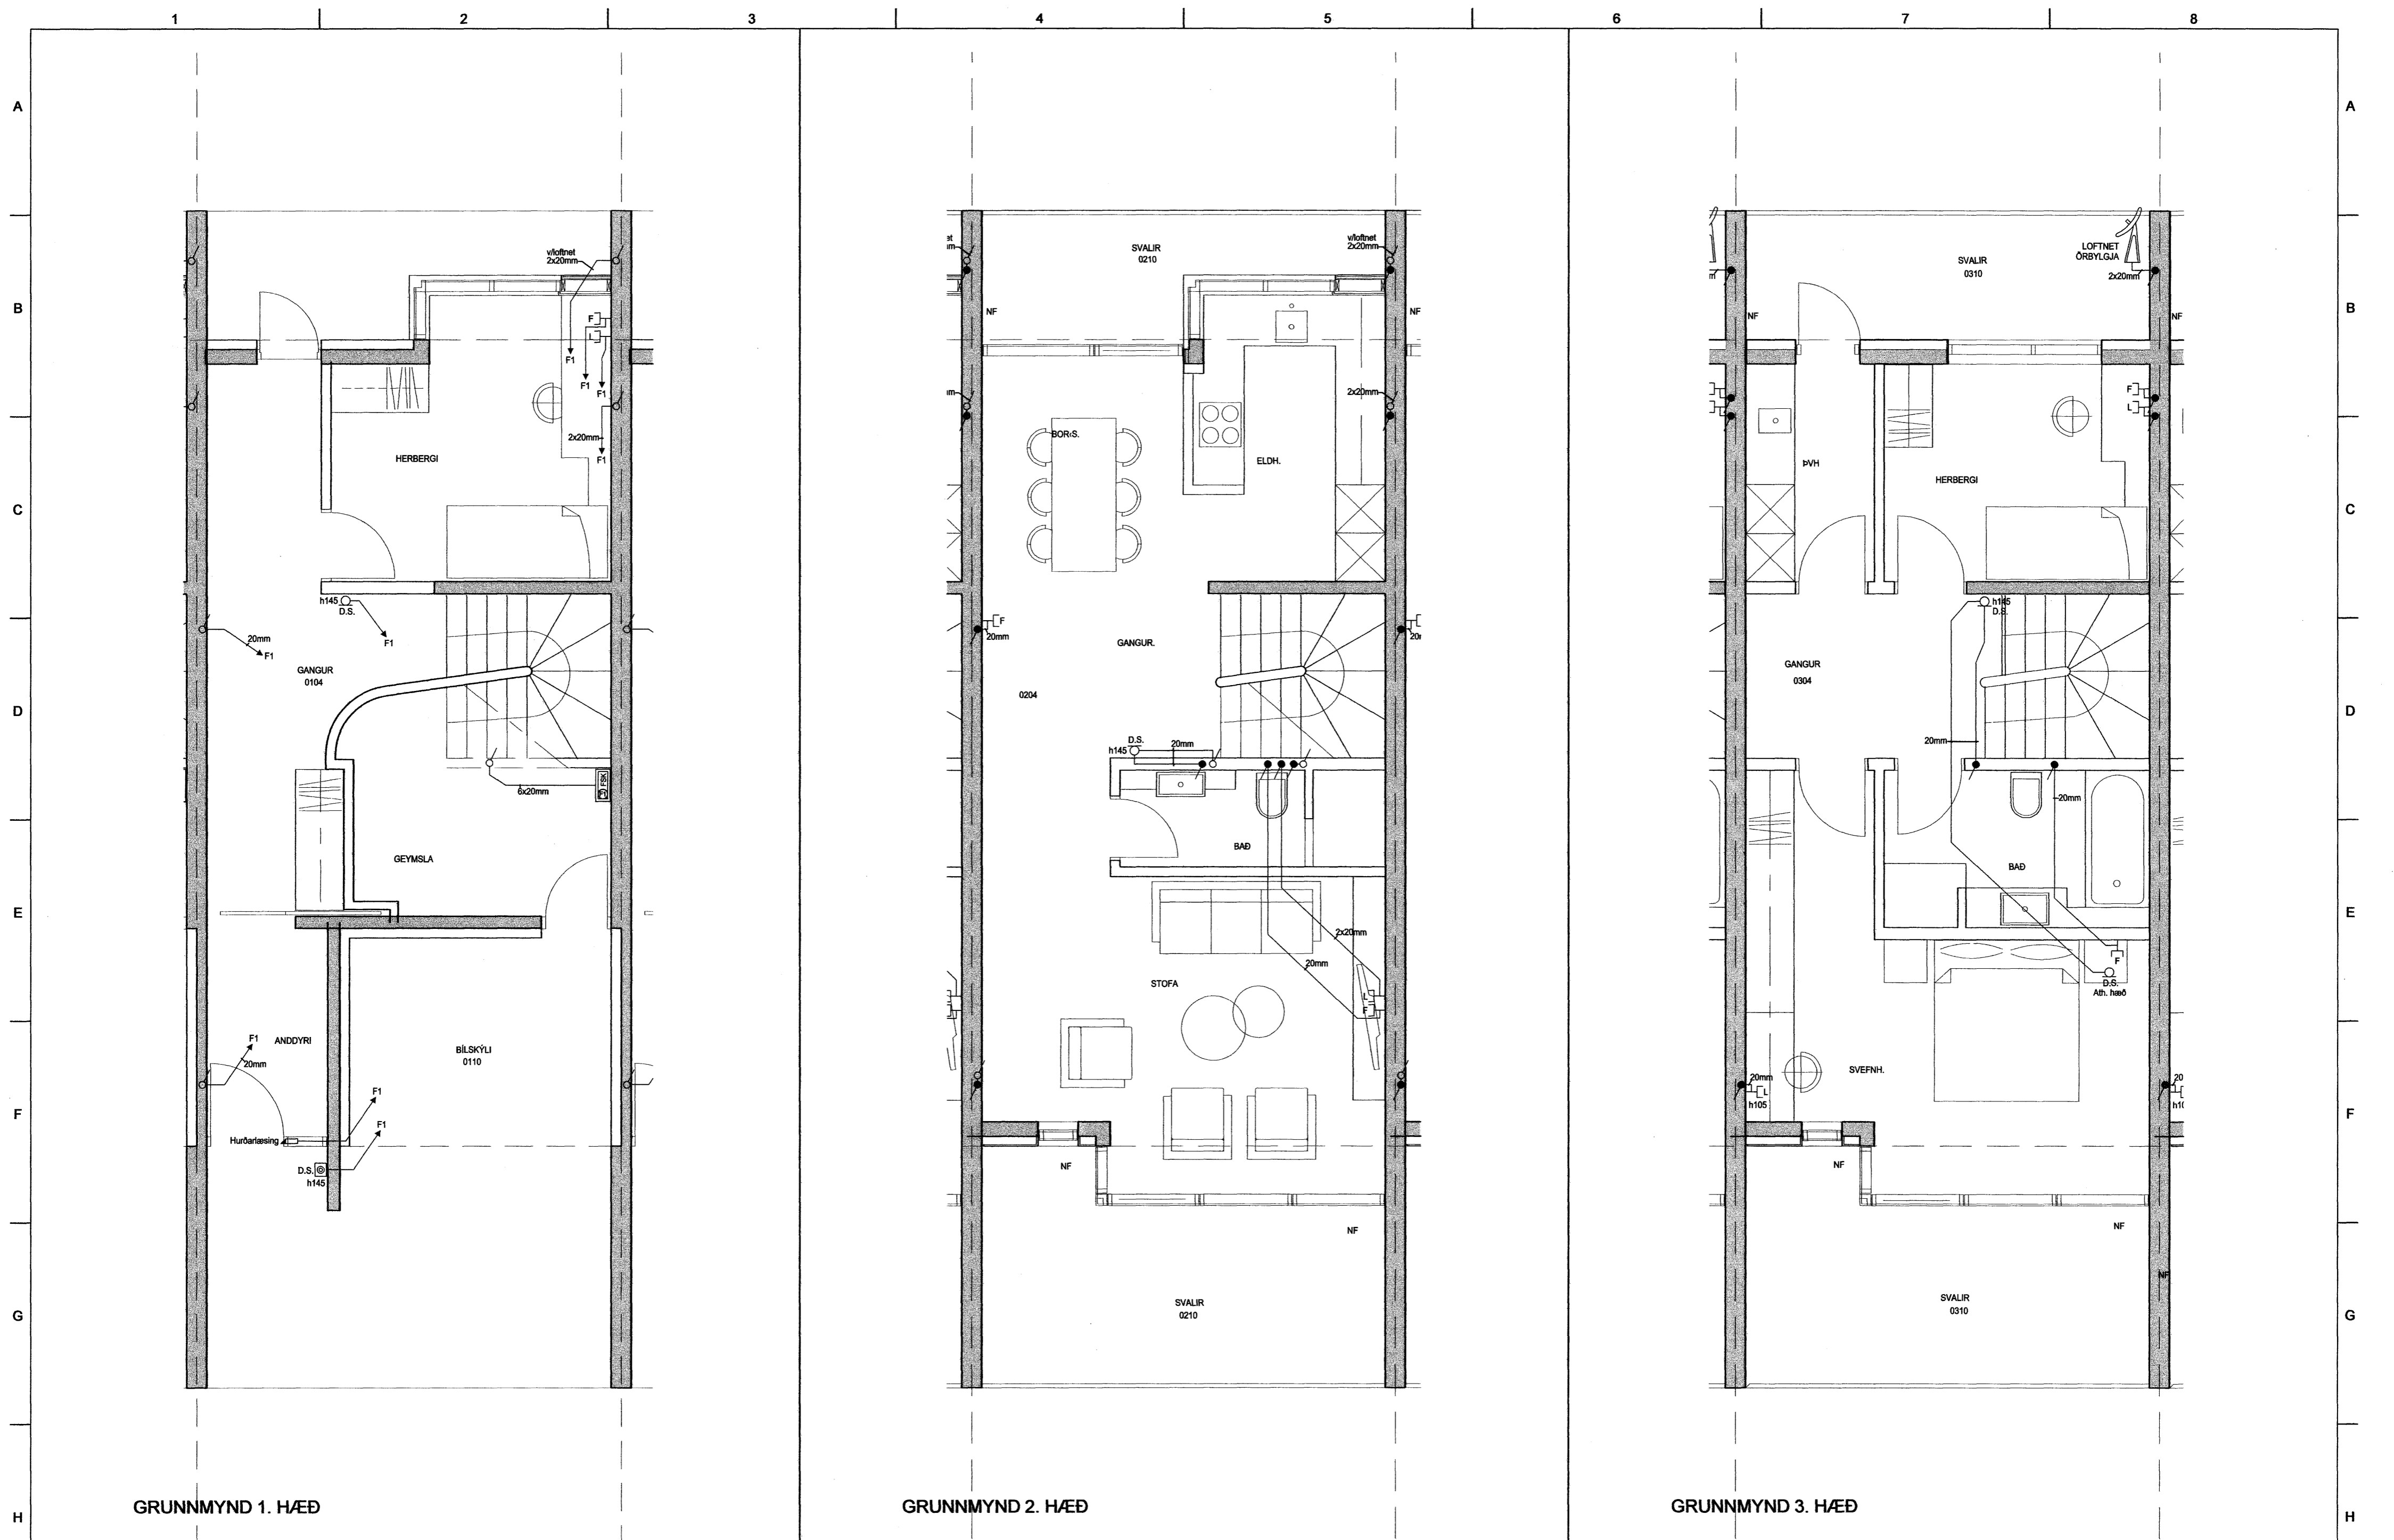 1 2 3 4 5 6 7 8
A
B
C
D
E
F
G
H
v/loftnet
2x20mm
F
L
F1
F1
F1
2x20mm
F1
HERBERGI
h145
D.S.
F1
20mm
F1
GANGUR
0104
6x20mm
FSK
GEYMSLA
ANDDYRI
F1
20mm
BÍLSKÝLI
0110
F1
F1
Hurðarlæsing
D.S.
h145
GRUNNMYND 1. HÆÐ
SVALIR
0210
v/loftnet
2x20mm
NF
NF
2x20mm
ELDH.
F
20mm
GANGUR.
0204
D.S.
h145
20mm
BAÐ
2x20mm
20mm
STOFA
L
F
NF
NF
SVALIR
0210
GRUNNMYND 2. HÆÐ
SVALIR
0310
LOFTNET
ÖRBYLGJA
2x20mm
NF
NF
F
L
ÞVH
HERBERGI
h145
D.S.
GANGUR
0304
20mm
20mm
BAÐ
F
D.S.
Ath. hæð
20mm
L
h105
SVEFNH.
NF
NF
NF
SVALIR
0310
GRUNNMYND 3. HÆÐ
A
B
C
D
E
F
G
H